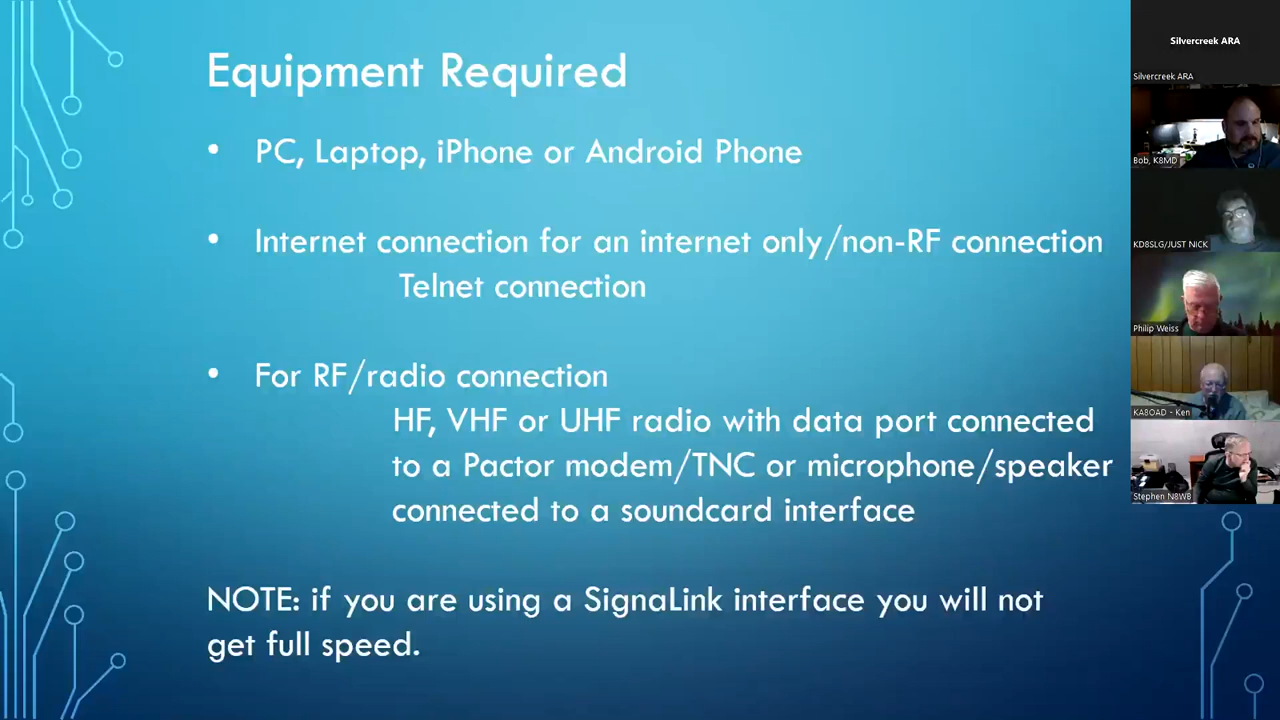 Equipment Required
• PC, Laptop, iPhone or Android Phone
• Internet connection for an internet only/non-RF connection
Telnet connection
• For RF/radio connection
HF, VHF or UHF radio with data port connected
to a Pactor modem/TNC or microphone/speaker
connected to a soundcard interface
NOTE: if you are using a SignaLink interface you will not
get full speed.
Silvercreek ARA
Silvercreek ARA
Bob, K8MD
KD8SLG/JUST NICK
Philip Weiss
KA8OAD - Ken
Stephen N8WB